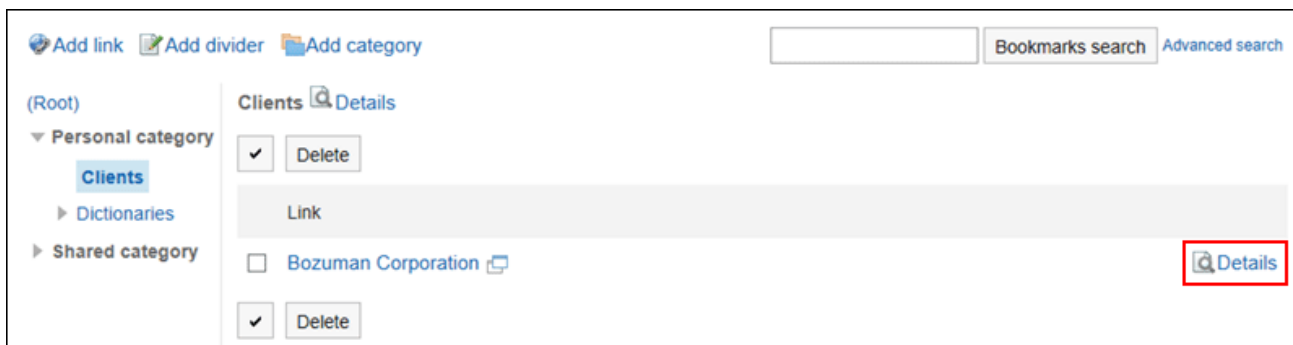 Add link Add divider Add category Bookmarks search Advanced search
(Root)
Personal category
Clients
Dictionaries
Shared category
Clients Details
Delete
Link
Bozuman Corporation Details
Delete